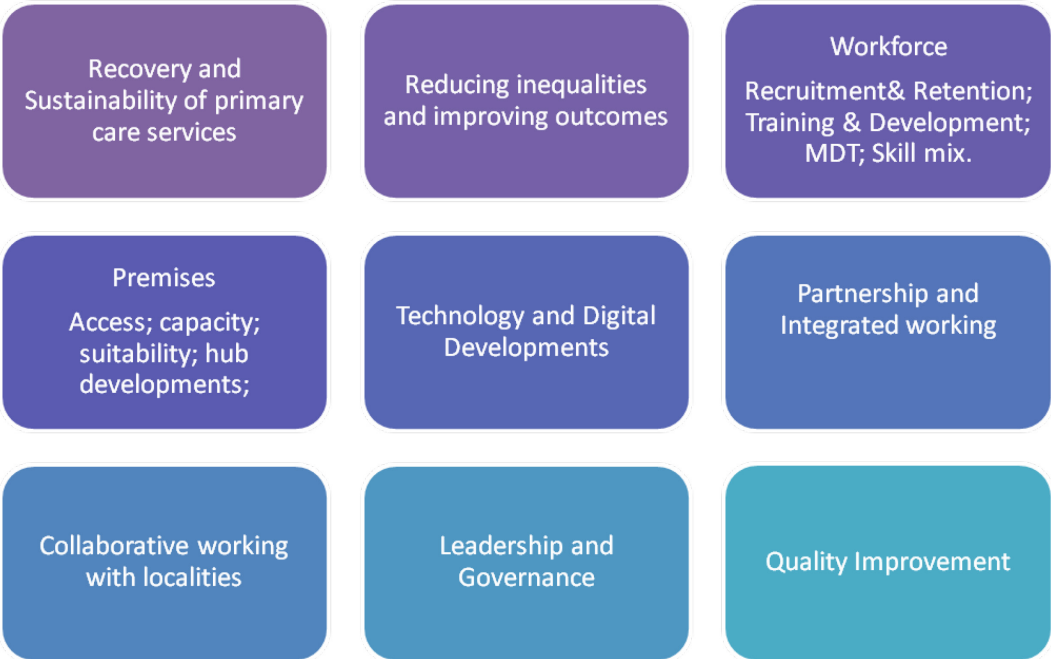 Recovery and
Sustainability of primary
care services
Reducing inequalities
and improving outcomes
Workforce
Recruitment& Retention;
Training & Development;
MDT; Skill mix.
Premises
Access; capacity;
suitability; hub
developments;
Technology and Digital
Developments
Partnership and
Integrated working
Collaborative working
with localities
Leadership and
Governance
Quality Improvement